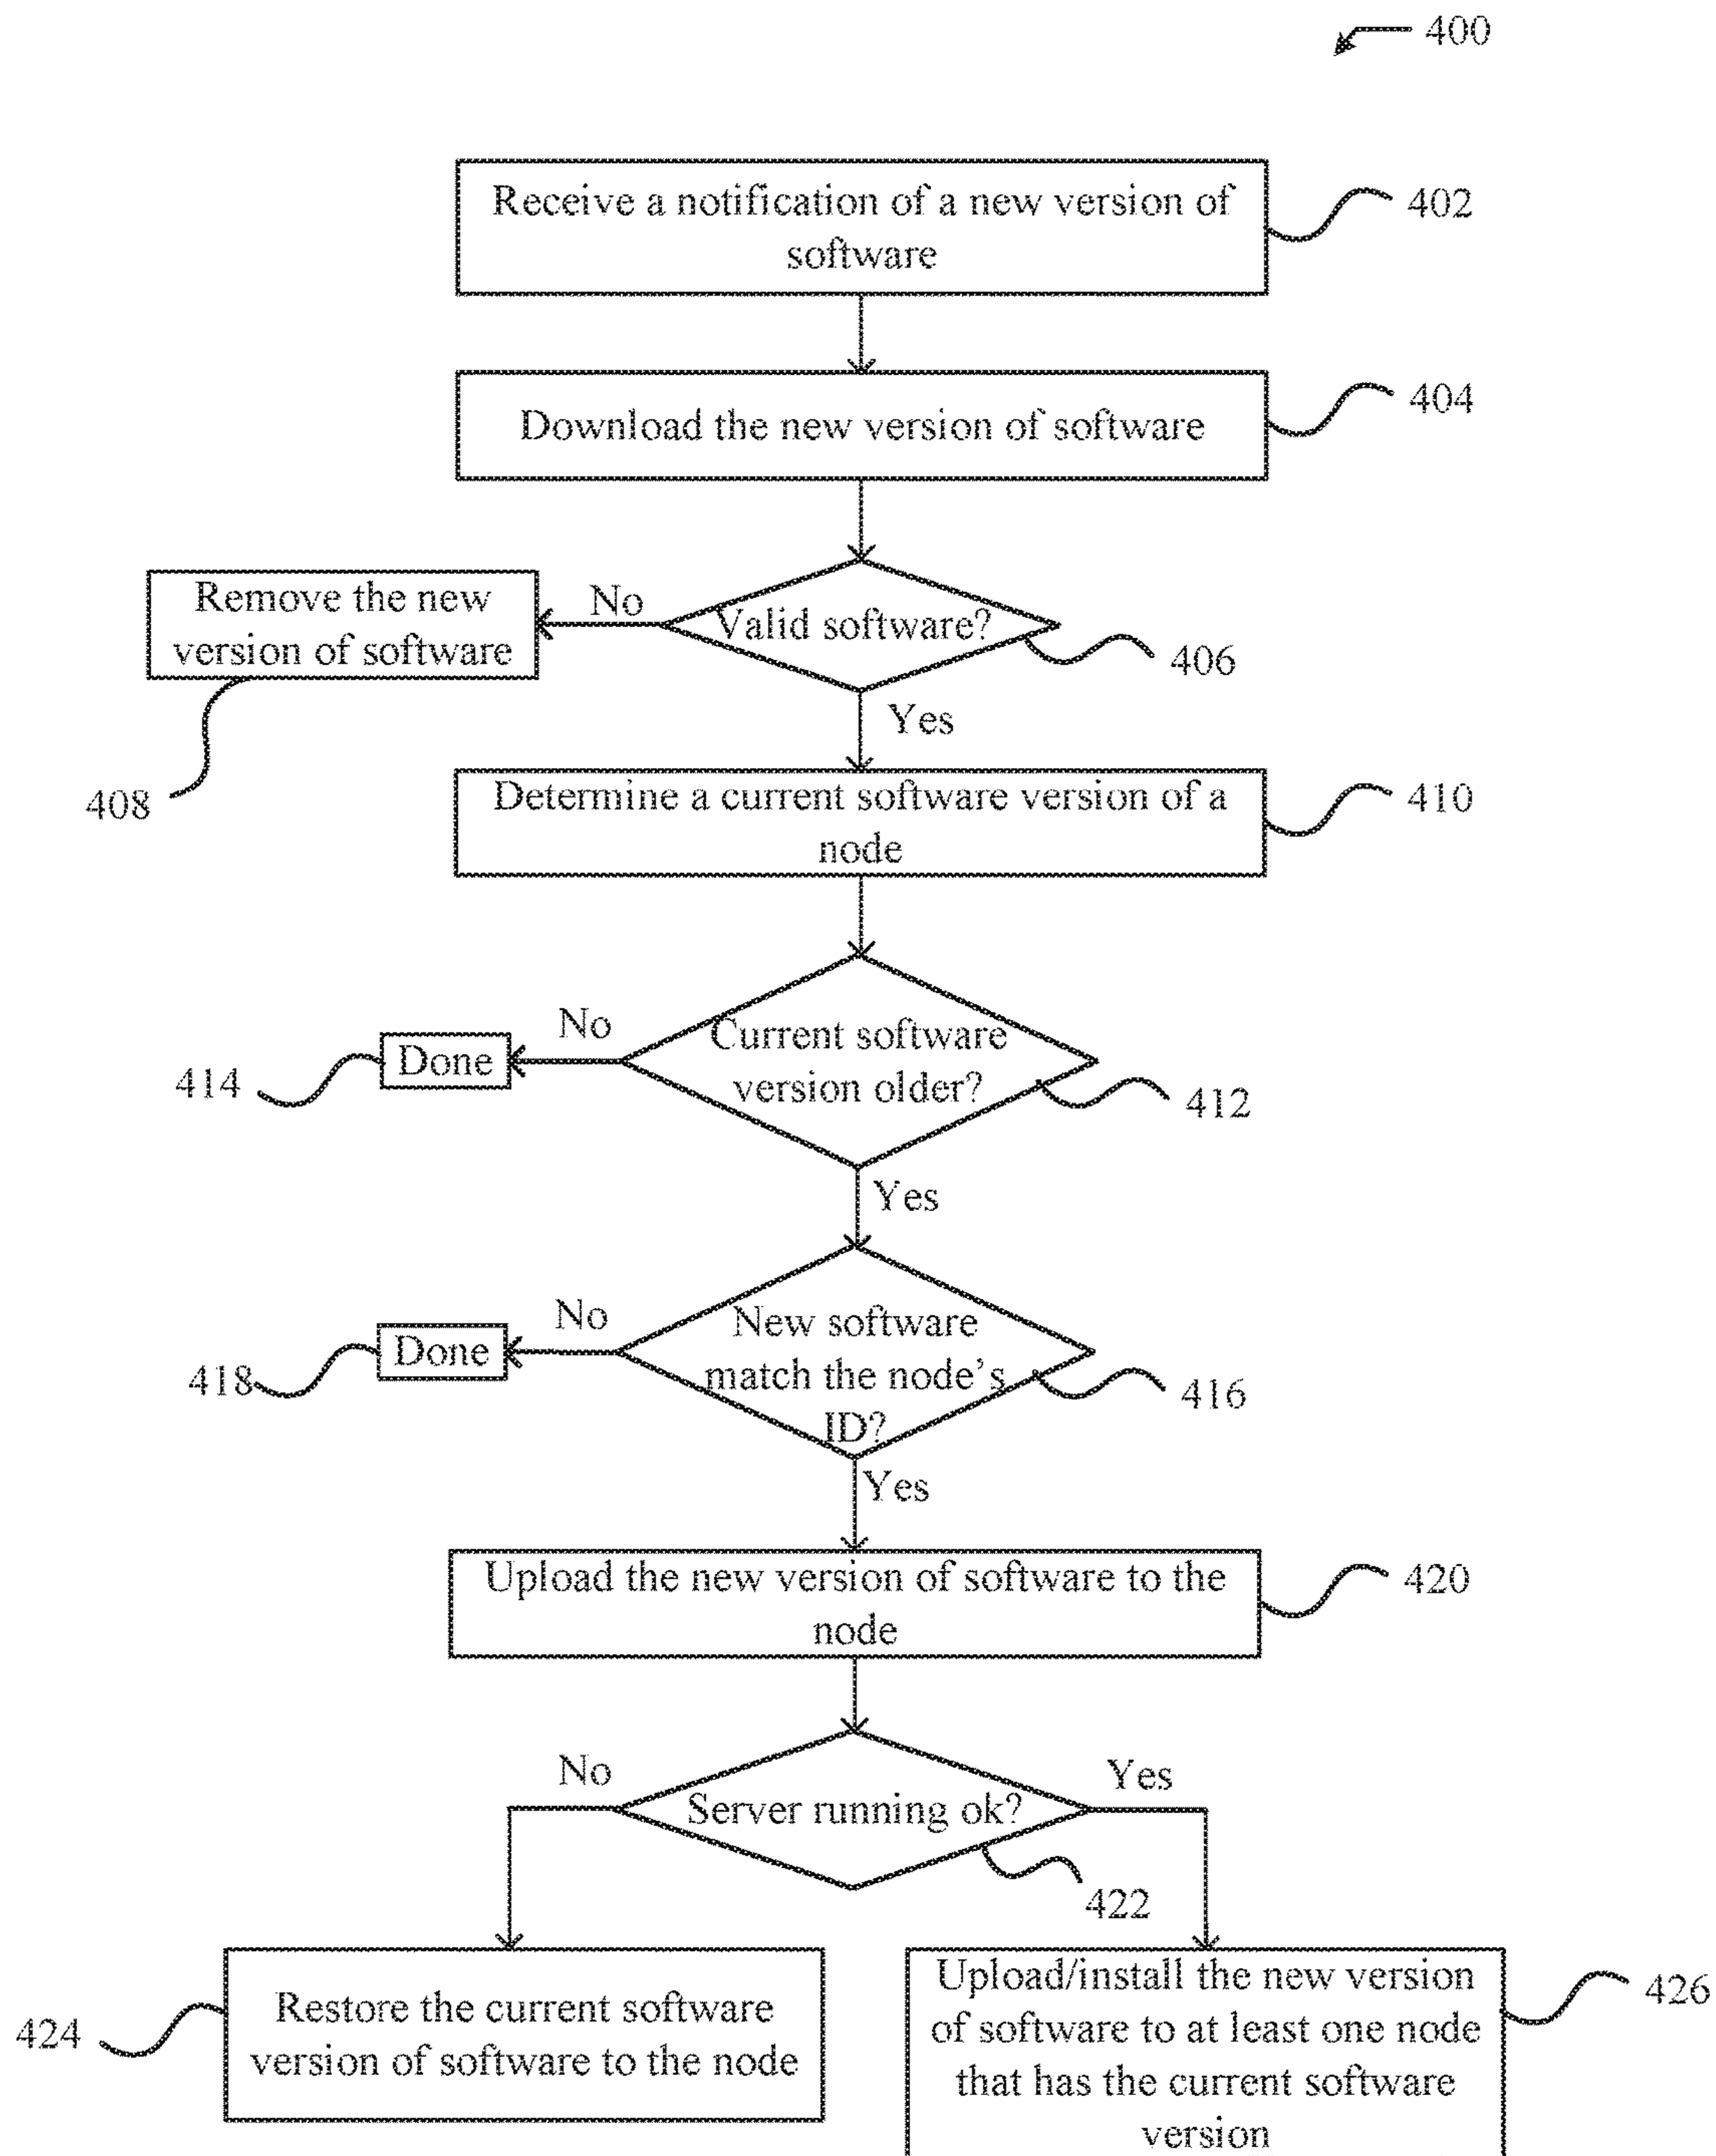 400
Receive a notification of a new version of
software
402
Download the new version of software
404
Remove the new
version of software
No
Valid software?
406
408
Yes
Determine a current software version of a
node
410
No
Current software
version older?
Done
414
412
Yes
No
New software
match the node's
ID?
Done
418
416
Yes
Upload the new version of software to the
node
420
No
Yes
Server running ok?
422
Restore the current software
version of software to the node
424
Upload/install the new version
of software to at least one node
that has the current software
version
426